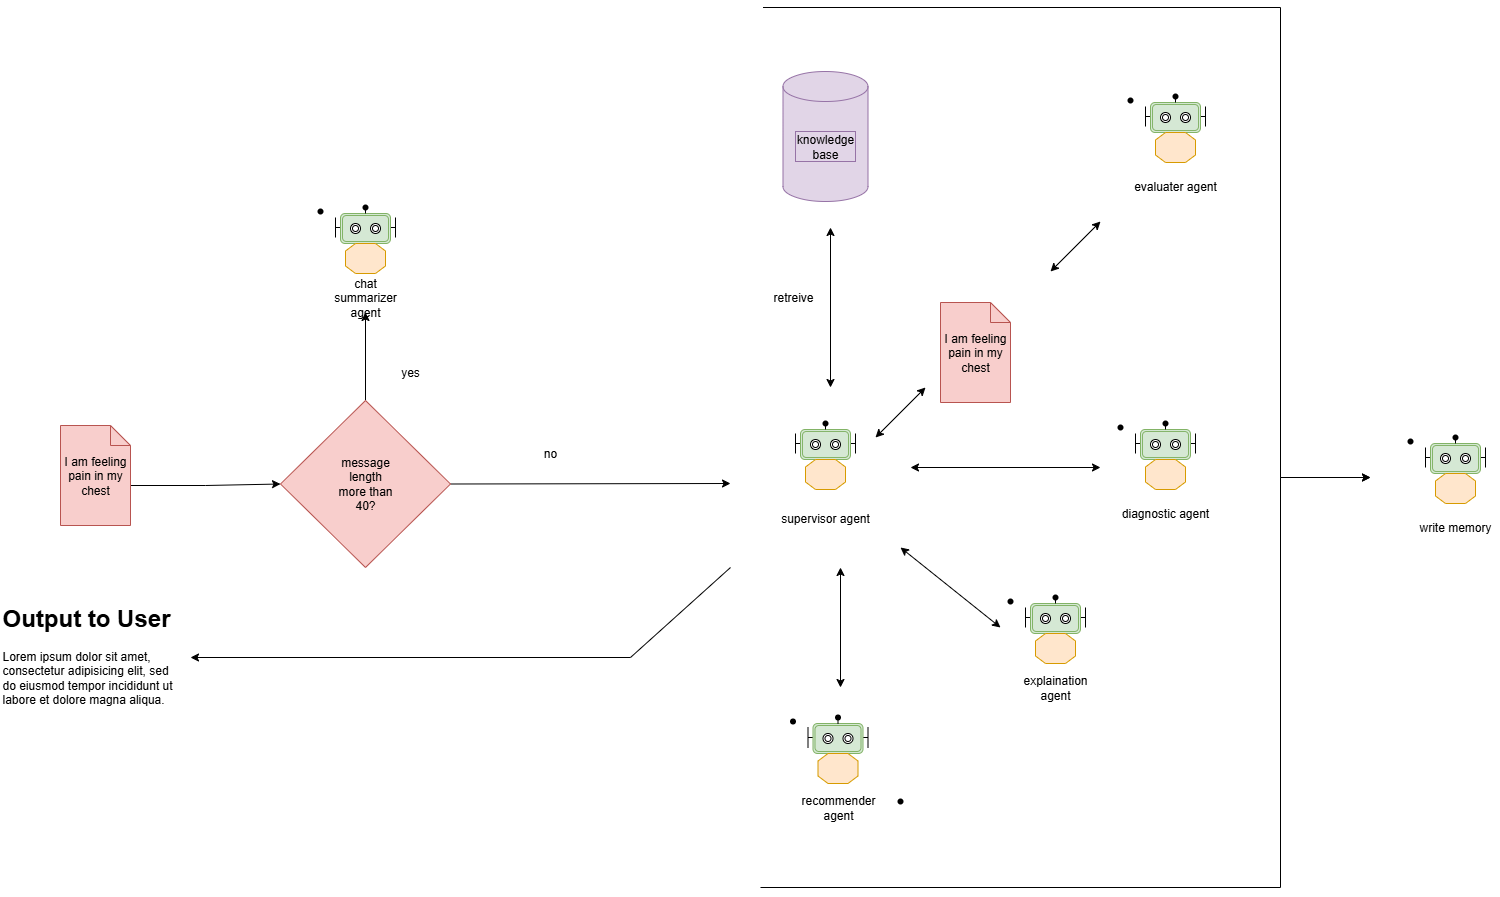 knowledge
base
evaluater agent
chat
summarizer
agent
retreive
I am feeling
pain in my
chest
yes
no
I am feeling
pain in my
chest
message
length
more than
40?
supervisor agent
diagnostic agent
write memory
Output to User
Lorem ipsum dolor sit amet,
consectetur adipisicing elit, sed
do eiusmod tempor incididunt ut
labore et dolore magna aliqua.
explaination
agent
recommender
agent